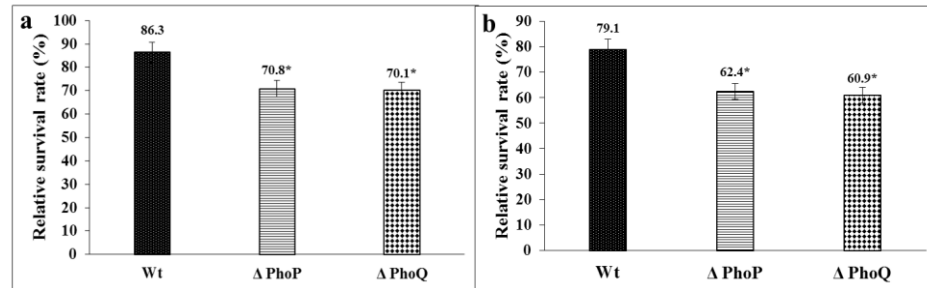 a
Relative survival rate (%)
100
90
80
70
60
50
40
30
20
10
0
86.3
70.8*
70.1*
Wt
Δ PhoP
Δ PhoQ
b
Relative survival rate (%)
90
80
70
60
50
40
30
20
10
0
79.1
62.4*
60.9*
Wt
Δ PhoP
Δ PhoQ